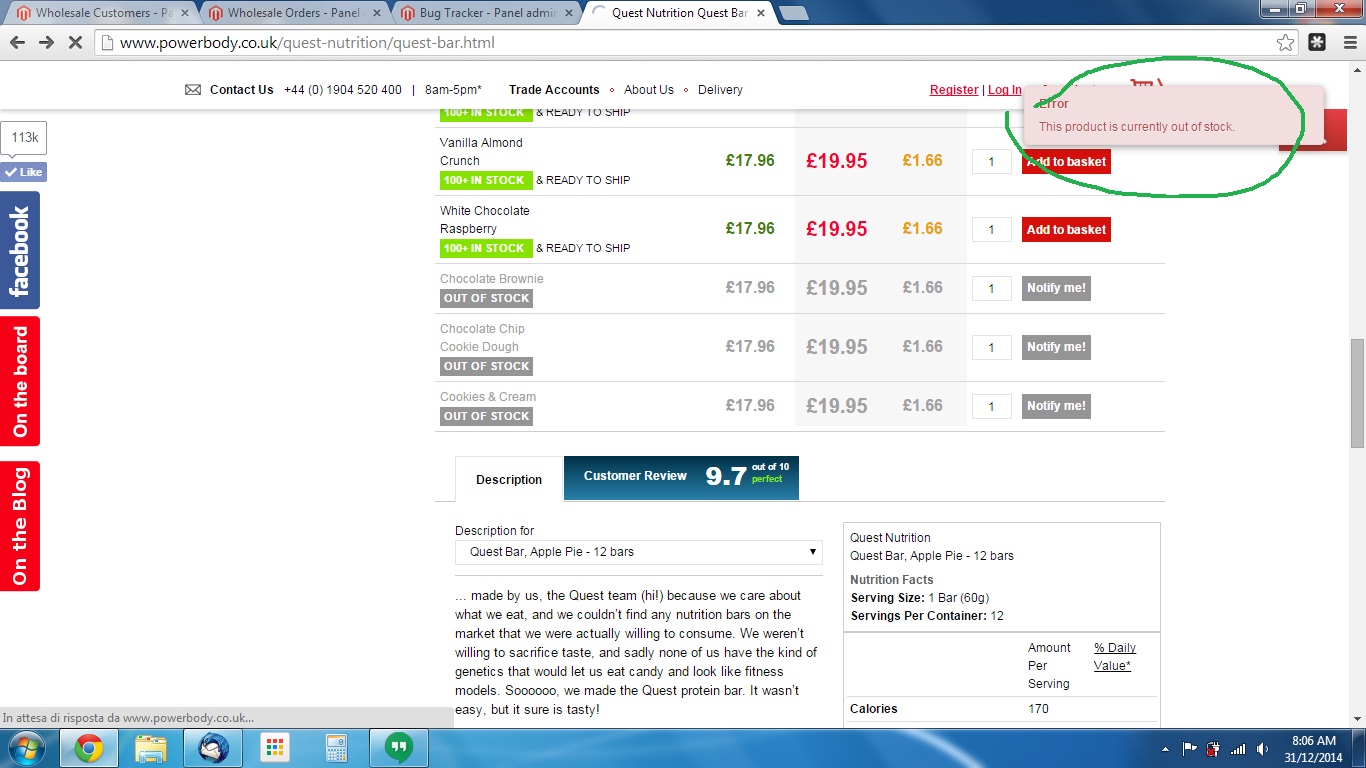 Wholesale Customers - Pa
Wholesale Orders - Panel
Bug Tracker - Panel admin
Quest Nutrition Quest Bar
www.powerbody.co.uk/quest-nutrition/quest-bar.html
Contact Us +44 (0) 1904 520 400 | 8am-5pm* Trade Accounts About Us Delivery Register | Log In
Error
This product is currently out of stock.
113k
Like
facebook
On the board
On the Blog
100+ IN STOCK & READY TO SHIP
Vanilla Almond
Crunch
100+ IN STOCK & READY TO SHIP
£17.96 £19.95 £1.66 1 Add to basket
White Chocolate
Raspberry
100+ IN STOCK & READY TO SHIP
£17.96 £19.95 £1.66 1 Add to basket
Chocolate Brownie
OUT OF STOCK
£17.96 £19.95 £1.66 1 Notify me!
Chocolate Chip
Cookie Dough
OUT OF STOCK
£17.96 £19.95 £1.66 1 Notify me!
Cookies & Cream
OUT OF STOCK
£17.96 £19.95 £1.66 1 Notify me!
Description
Customer Review 9.7 out of 10
perfect
Description for
Quest Bar, Apple Pie - 12 bars
... made by us, the Quest team (hi!) because we care about
what we eat, and we couldn't find any nutrition bars on the
market that we were actually willing to consume. We weren't
willing to sacrifice taste, and sadly none of us have the kind of
genetics that would let us eat candy and look like fitness
models. Soooooo, we made the Quest protein bar. It wasn't
easy, but it sure is tasty!
Quest Nutrition
Quest Bar, Apple Pie - 12 bars
Nutrition Facts
Serving Size: 1 Bar (60g)
Servings Per Container: 12
Amount
Per
Serving
% Daily
Value*
Calories 170
In attesa di risposta da www.powerbody.co.uk...
8:06 AM
31/12/2014